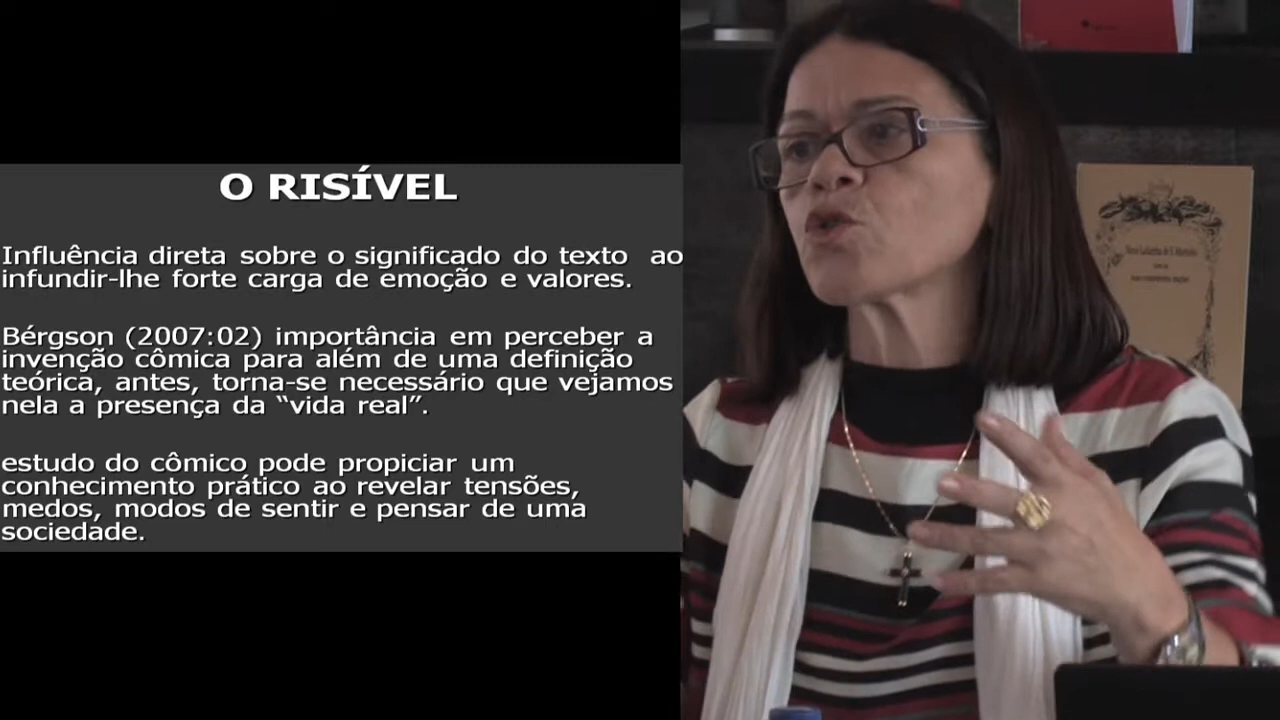 O RISÍVEL
Influência direta sobre o significado do texto  ao
infundir-lhe forte carga de emoção e valores.
Bérgson (2007:02) importância em perceber a
invenção cômica para além de uma definição
teórica, antes, torna-se necessário que vejamos
nela a presença da “vida real”.
estudo do cômico pode propiciar um
conhecimento prático ao revelar tensões,
medos, modos de sentir e pensar de uma
sociedade.